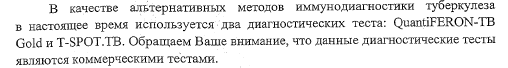 В качестве альтернативных методов иммунодиагностики туберкулеза
в настоящее время используется два диагностических теста: QuantiFERON-TB
Gold и T-SPOT.TB. Обращаем Ваше внимание, что данные диагностические тесты
являются коммерческими тестами.